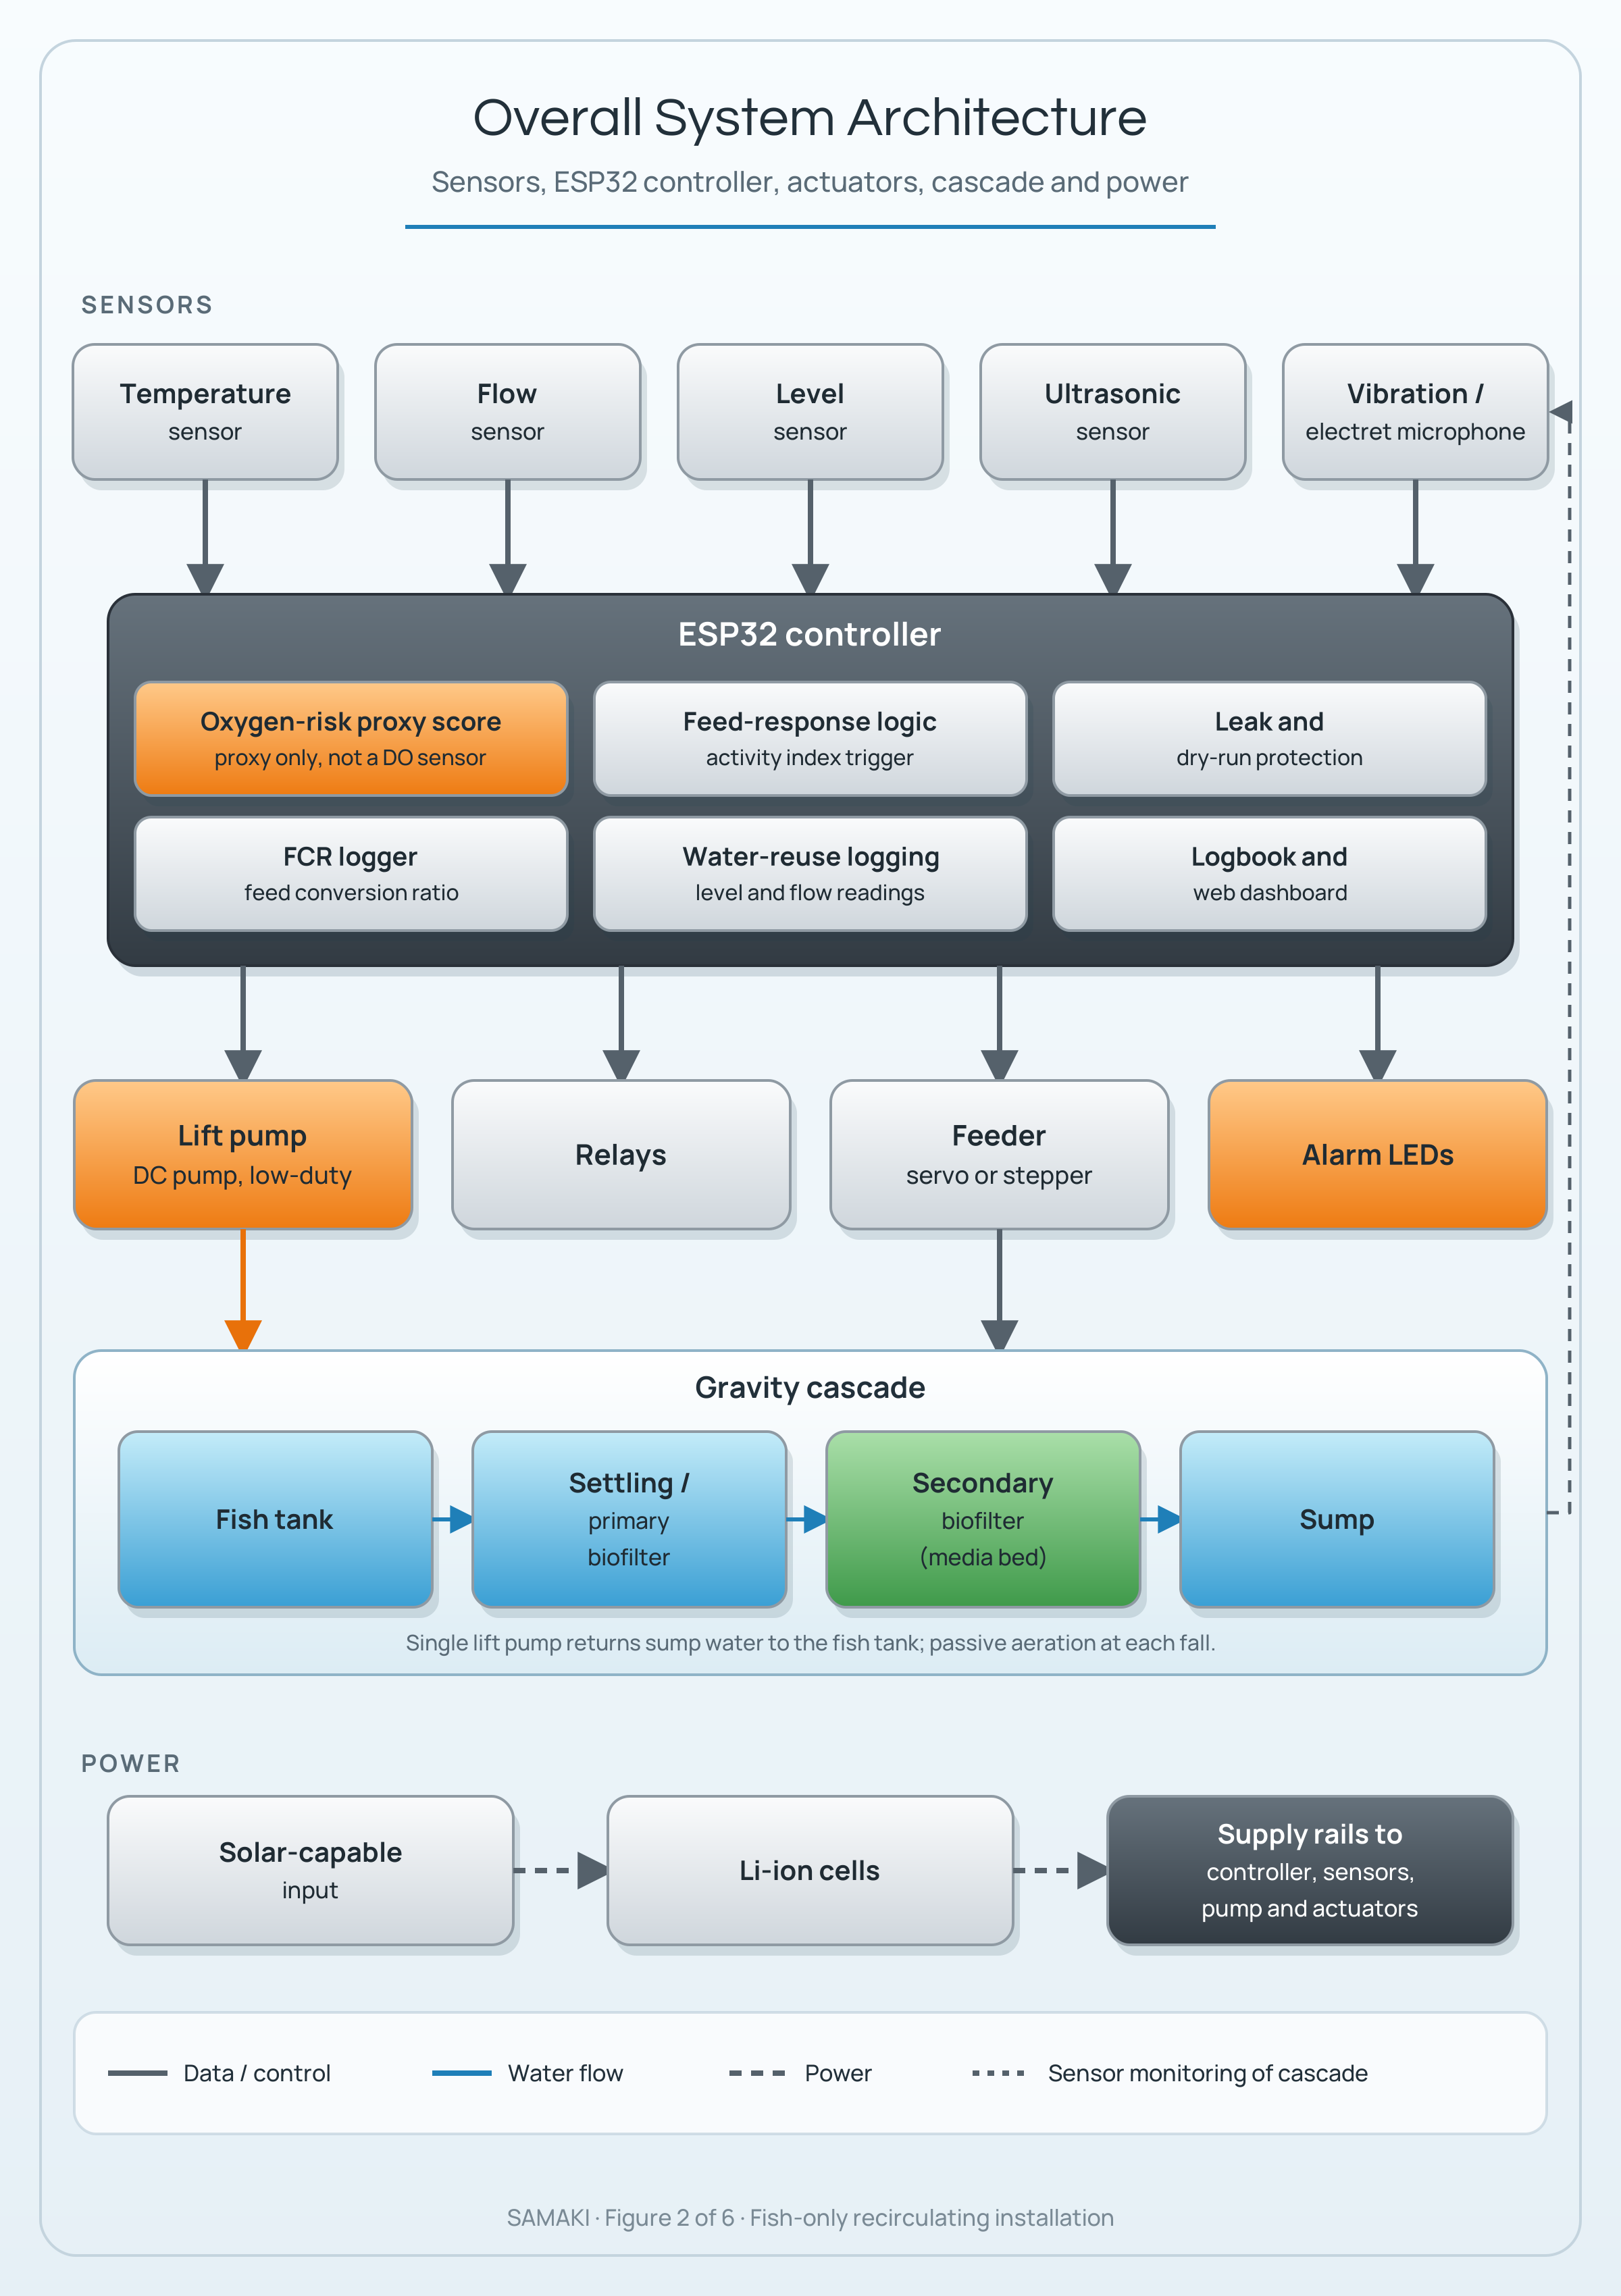 Overall System Architecture
Sensors, ESP32 controller, actuators, cascade and power
SENSORS
Temperature
sensor
Flow
sensor
Level
sensor
Ultrasonic
sensor
Vibration /
electret microphone
ESP32 controller
Oxygen-risk proxy score
proxy only, not a DO sensor
Feed-response logic
activity index trigger
Leak and
dry-run protection
FCR logger
feed conversion ratio
Water-reuse logging
level and flow readings
Logbook and
web dashboard
Lift pump
DC pump, low-duty
Relays
Feeder
servo or stepper
Alarm LEDs
Gravity cascade
Fish tank
Settling /
primary
biofilter
Secondary
biofilter
(media bed)
Sump
Single lift pump returns sump water to the fish tank; passive aeration at each fall.
POWER
Solar-capable
input
Li-ion cells
Supply rails to
controller, sensors,
pump and actuators
Data / control
Water flow
Power
Sensor monitoring of cascade
SAMAKI · Figure 2 of 6 · Fish-only recirculating installation